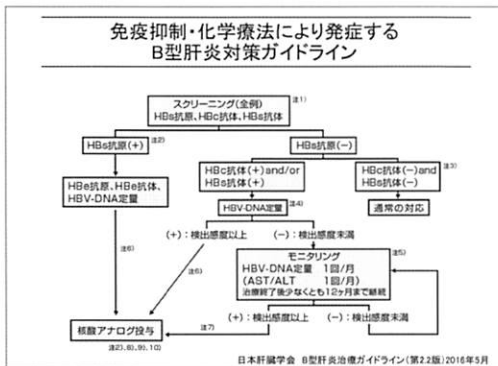 免疫抑制・化学療法により発症する
B型肝炎対策ガイドライン
スクリーニング(全例) 注1)
HBs抗原、HBc抗体、HBs抗体
HBs抗原(+) 注2)
HBs抗原(-)
HBc抗体(+)and/or
HBs抗体(+)
HBc抗体(-)and
HBs抗体(-)
注3)
HBe抗原、HBe抗体、
HBV-DNA定量
HBV-DNA定量
注4)
通常の対応
(+):検出感度以上
(-):検出感度未満
モニタリング
注5)
HBV-DNA定量 1回/月
(AST/ALT 1回/月)
治療終了後少なくとも12ヶ月まで継続
注6)
注6)
(+):検出感度以上
(-):検出感度未満
注7)
核酸アナログ投与
注2)、8)、9)、10)
日本肝臓学会 B型肝炎治療ガイドライン(第2.2版)2016年5月